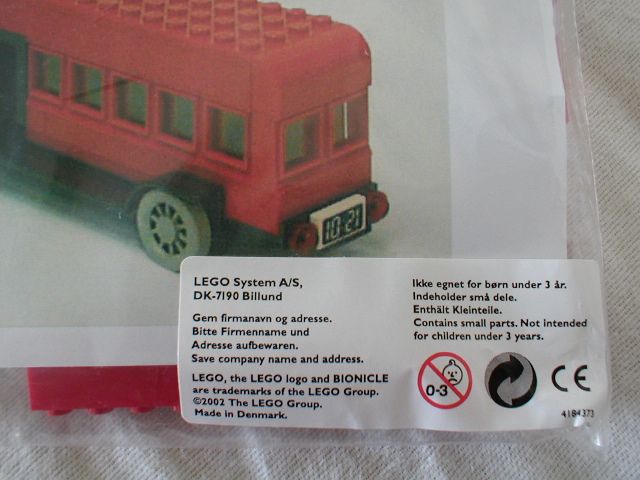 10-21
LEGO System A/S,
DK-7190 Billund
Gem firmanavn og adresse.
Bitte Firmenname und
Adresse aufbewaren.
Save company name and address.
LEGO, the LEGO logo and BIONICLE
are trademarks of the LEGO Group.
©2002 The LEGO Group.
Made in Denmark.
Ikke egnet for børn under 3 år.
Indeholder små dele.
Enthält Kleinteile.
Contains small parts. Not intended
for children under 3 years.
0-3
CE
4184373